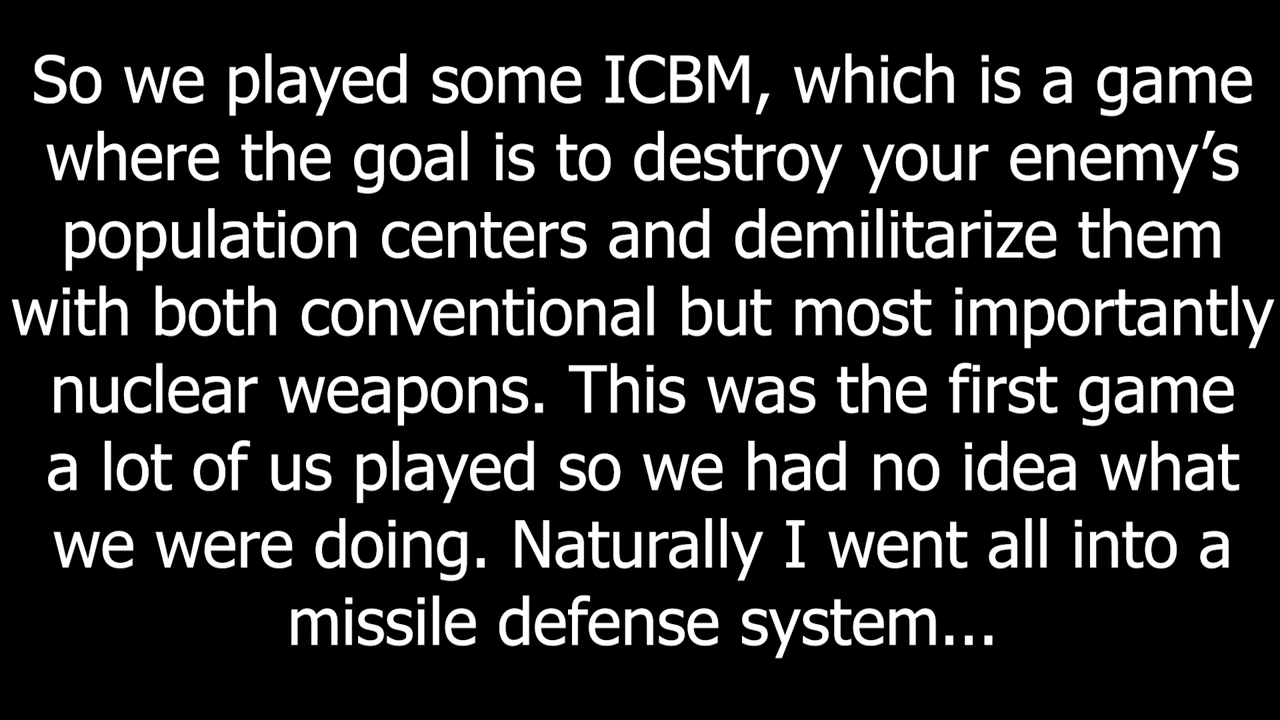 So we played some ICBM, which is a game
where the goal is to destroy your enemy’s
population centers and demilitarize them
with both conventional but most importantly
nuclear weapons. This was the first game
a lot of us played so we had no idea what
we were doing. Naturally I went all into a
missile defense system...